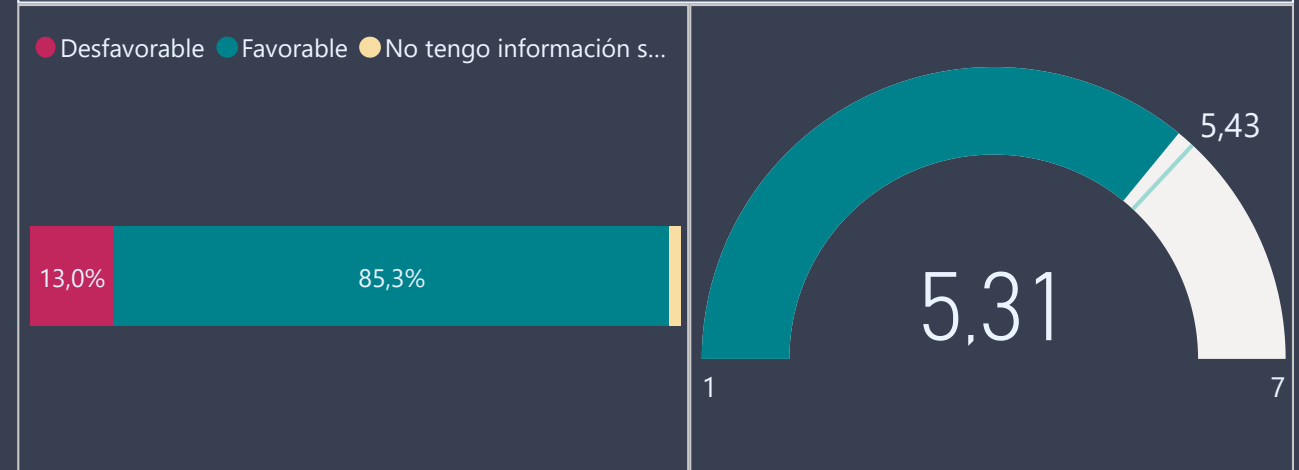 Desfavorable Favorable No tengo información s...
13,0% 85,3%
5,43
5,31
1 7